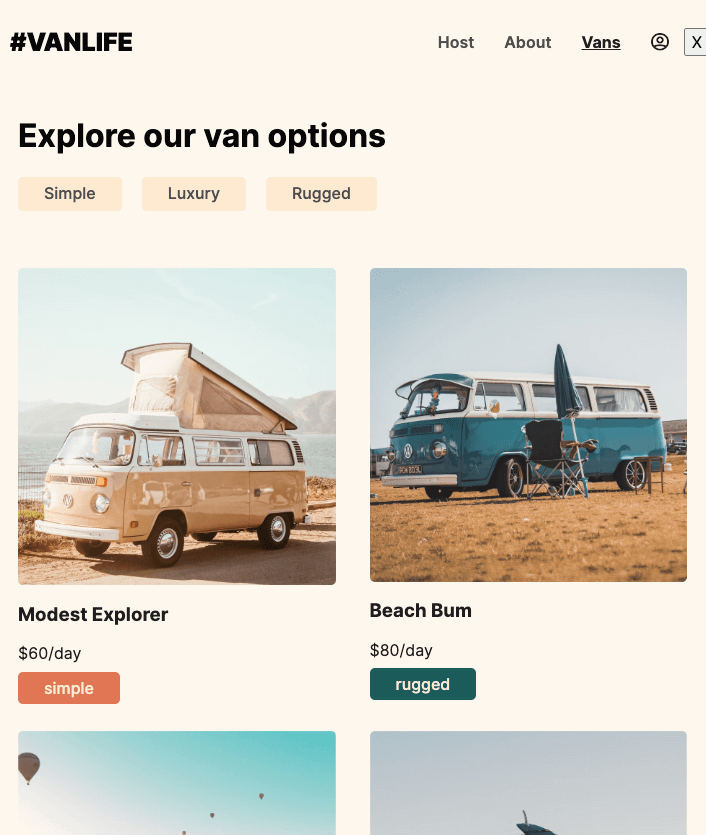 #VANLIFE
Host About Vans X
Explore our van options
Simple Luxury Rugged
Modest Explorer
$60/day
simple
Beach Bum
$80/day
rugged